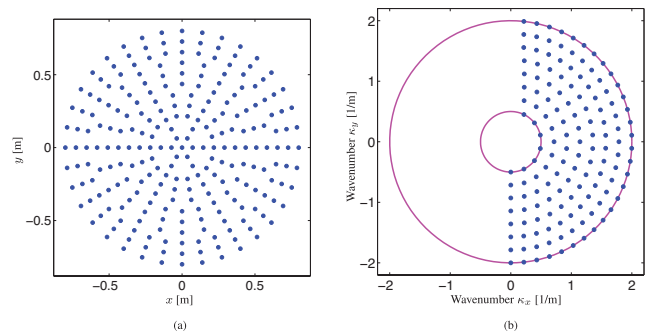 0.5
0
−0.5
y [m]
−0.5 0 0.5
x [m]
(a)
2
1
0
−1
−2
Wavenumber κy [1/m]
−2 −1 0 1 2
Wavenumber κx [1/m]
(b)